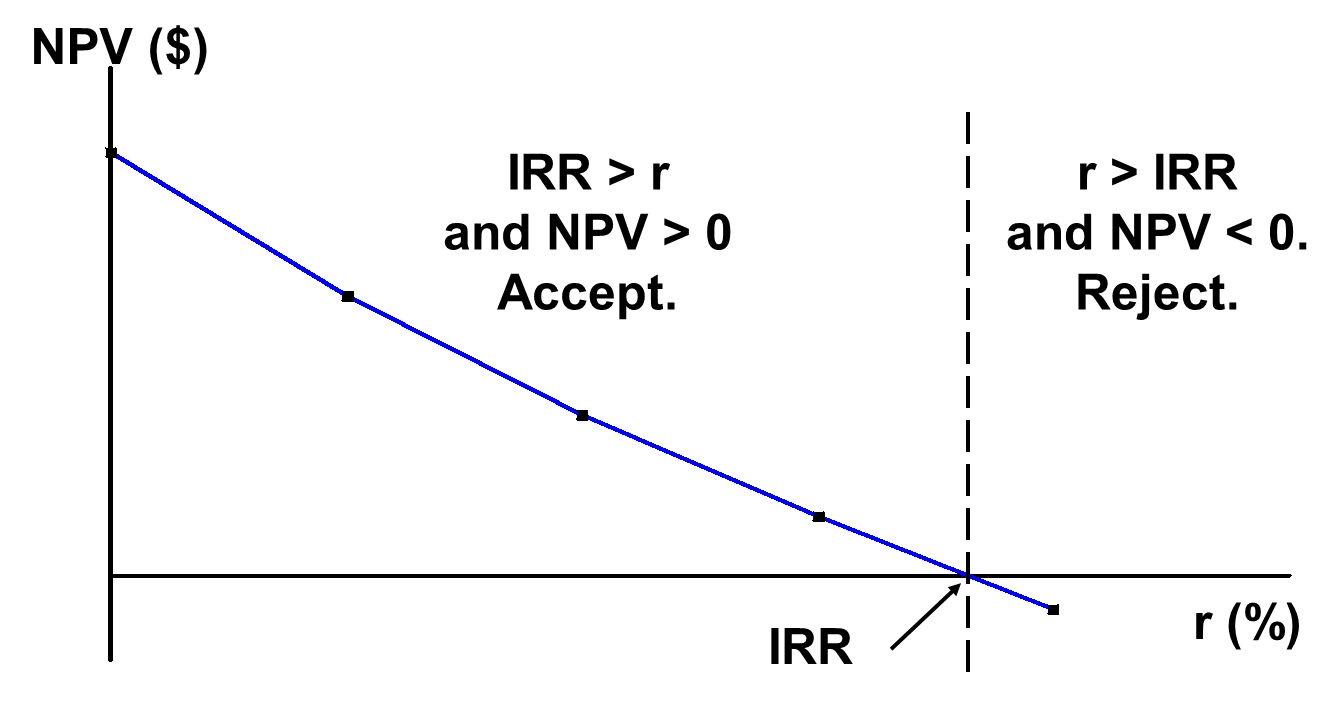 NPV ($)
IRR > r
and NPV > 0
Accept.
r > IRR
and NPV < 0.
Reject.
IRR
r (%)